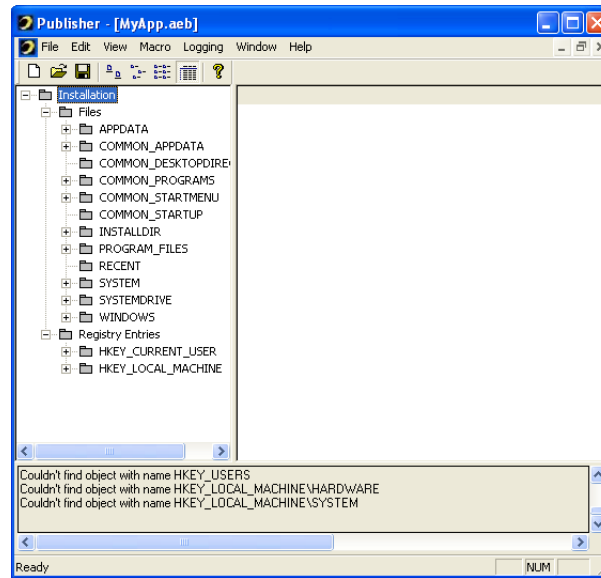 Publisher - [MyApp.aeb]
File Edit View Macro Logging Window Help
Installation
Files
APPDATA
COMMON_APPDATA
COMMON_DESKTOPDIRE
COMMON_PROGRAMS
COMMON_STARTMENU
COMMON_STARTUP
INSTALLDIR
PROGRAM_FILES
RECENT
SYSTEM
SYSTEMDRIVE
WINDOWS
Registry Entries
HKEY_CURRENT_USER
HKEY_LOCAL_MACHINE
Couldn't find object with name HKEY_USERS
Couldn't find object with name HKEY_LOCAL_MACHINE\HARDWARE
Couldn't find object with name HKEY_LOCAL_MACHINE\SYSTEM
Ready NUM